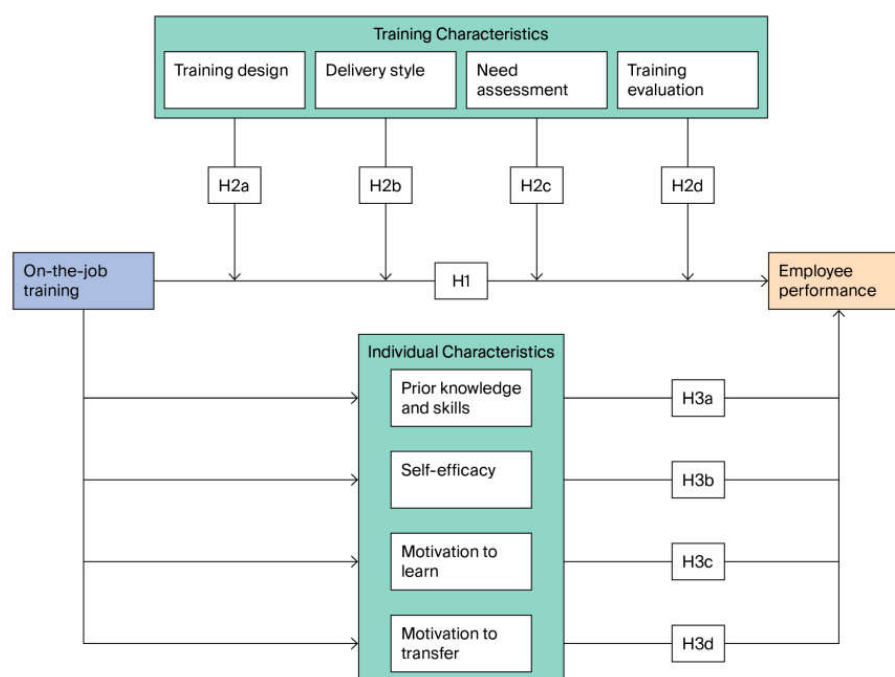 Training Characteristics
Training design
Delivery style
Need
assessment
Training
evaluation
H2a
H2b
H2c
H2d
On-the-job
training
H1
Employee
performance
Individual Characteristics
Prior knowledge
and skills
H3a
Self-efficacy
H3b
Motivation to
learn
H3c
Motivation to
transfer
H3d